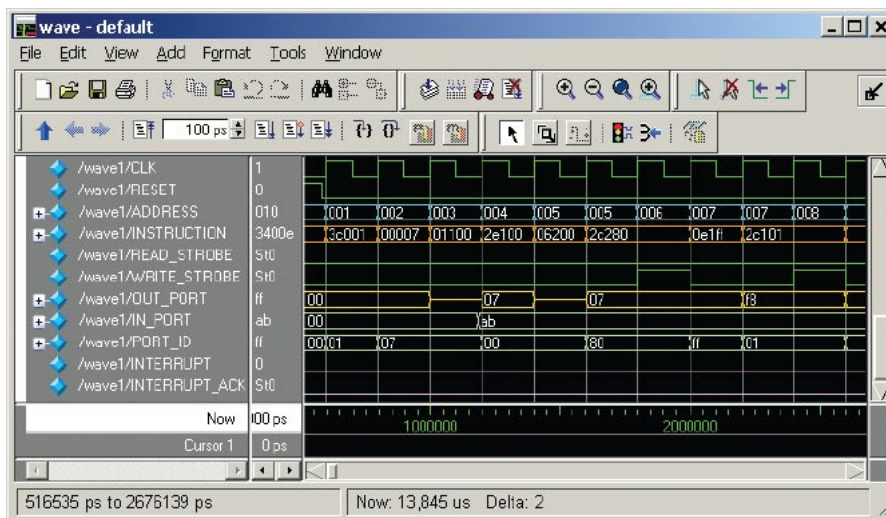 wave - default
File Edit View Add Format Tools Window
100 ps
/wave1/CLK 1
/wave1/RESET 0
/wave1/ADDRESS 010 001 002 003 004 005 005 006 007 007 008
/wave1/INSTRUCTION 3400e 3c001 00007 01100 2e100 06200 2c280 0e1ff 2c101
/wave1/READ_STROBE St0
/wave1/WRITE_STROBE St0
/wave1/OUT_PORT ff 00 07 07 f8
/wave1/IN_PORT ab 00 ab
/wave1/PORT_ID ff 00 01 07 00 80 ff 01
/wave1/INTERRUPT 0
/wave1/INTERRUPT_ACK St0
Now 00 ps 1000000 2000000
Cursor 1 0 ps
516535 ps to 2676139 ps Now: 13,845 us Delta: 2